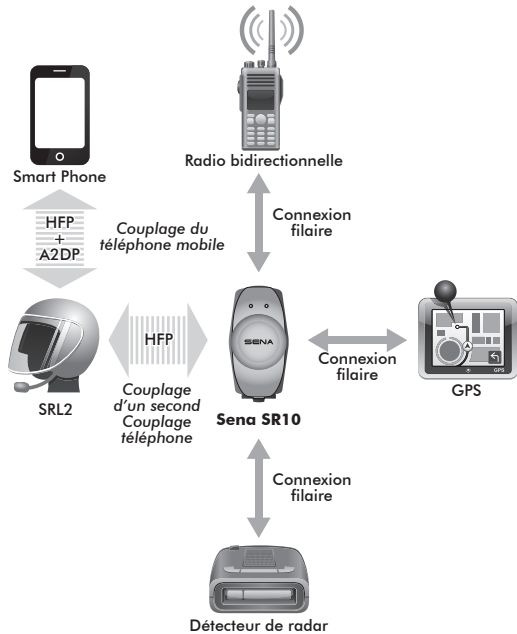 Radio bidirectionnelle
Smart Phone
HFP
+
A2DP
Couplage du
téléphone mobile
Connexion
filaire
SRL2
HFP
Couplage
d'un second
Couplage
téléphone
SENA
Sena SR10
Connexion
filaire
GPS
GPS
Connexion
filaire
Détecteur de radar